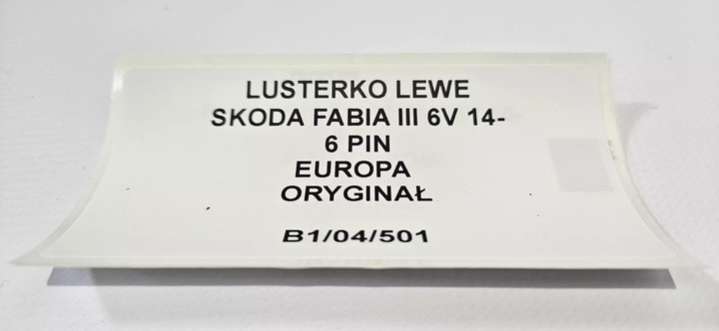 LUSTERKO LEWE
SKODA FABIA III 6V 14-
6 PIN
EUROPA
ORYGINAŁ
B1/04/501